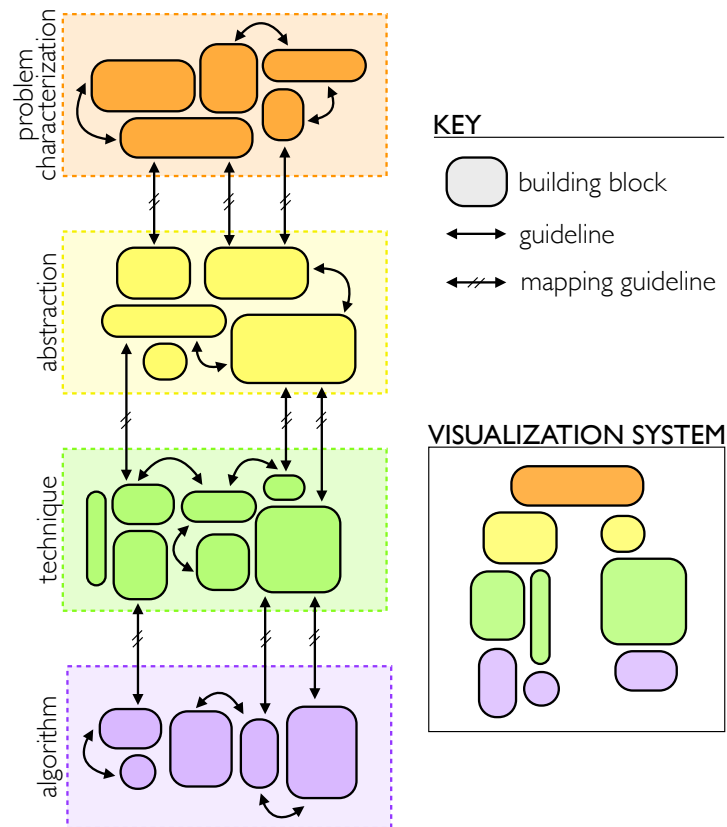 problem
characterization
abstraction
technique
algorithm
KEY
building block
guideline
mapping guideline
VISUALIZATION SYSTEM